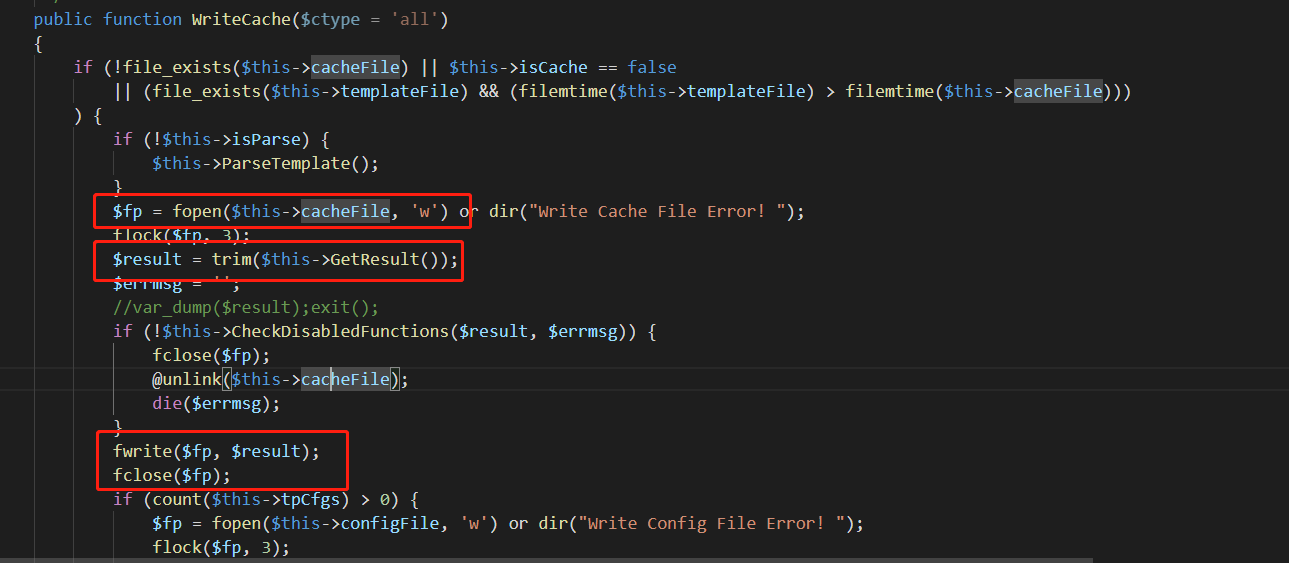 public function WriteCache($ctype = 'all')
{
if (!file_exists($this->cacheFile) || $this->isCache == false
|| (file_exists($this->templateFile) && (filemtime($this->templateFile) > filemtime($this->cacheFile)))
) {
if (!$this->isParse) {
$this->ParseTemplate();
}
$fp = fopen($this->cacheFile, 'w') or dir("Write Cache File Error! ");
flock($fp, 3);
$result = trim($this->GetResult());
$errmsg = '';
//var_dump($result);exit();
if (!$this->CheckDisabledFunctions($result, $errmsg)) {
fclose($fp);
@unlink($this->cacheFile);
die($errmsg);
}
fwrite($fp, $result);
fclose($fp);
if (count($this->tpCfgs) > 0) {
$fp = fopen($this->configFile, 'w') or dir("Write Config File Error! ");
flock($fp, 3);